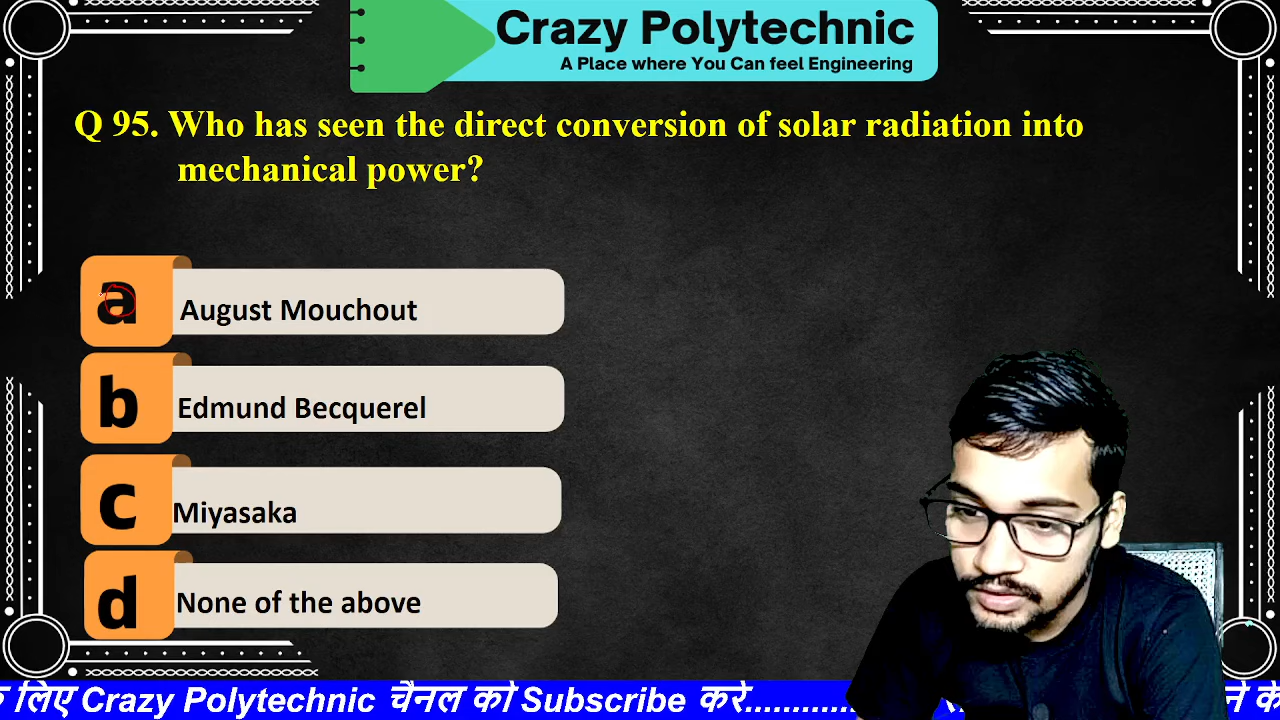 Crazy Polytechnic
A Place where You Can feel Engineering
Q 95. Who has seen the direct conversion of solar radiation into
mechanical power?
a
August Mouchout
b
Edmund Becquerel
c
Miyasaka
d
None of the above
लिए Crazy Polytechnic चैनल को Subscribe करे..............
ने के